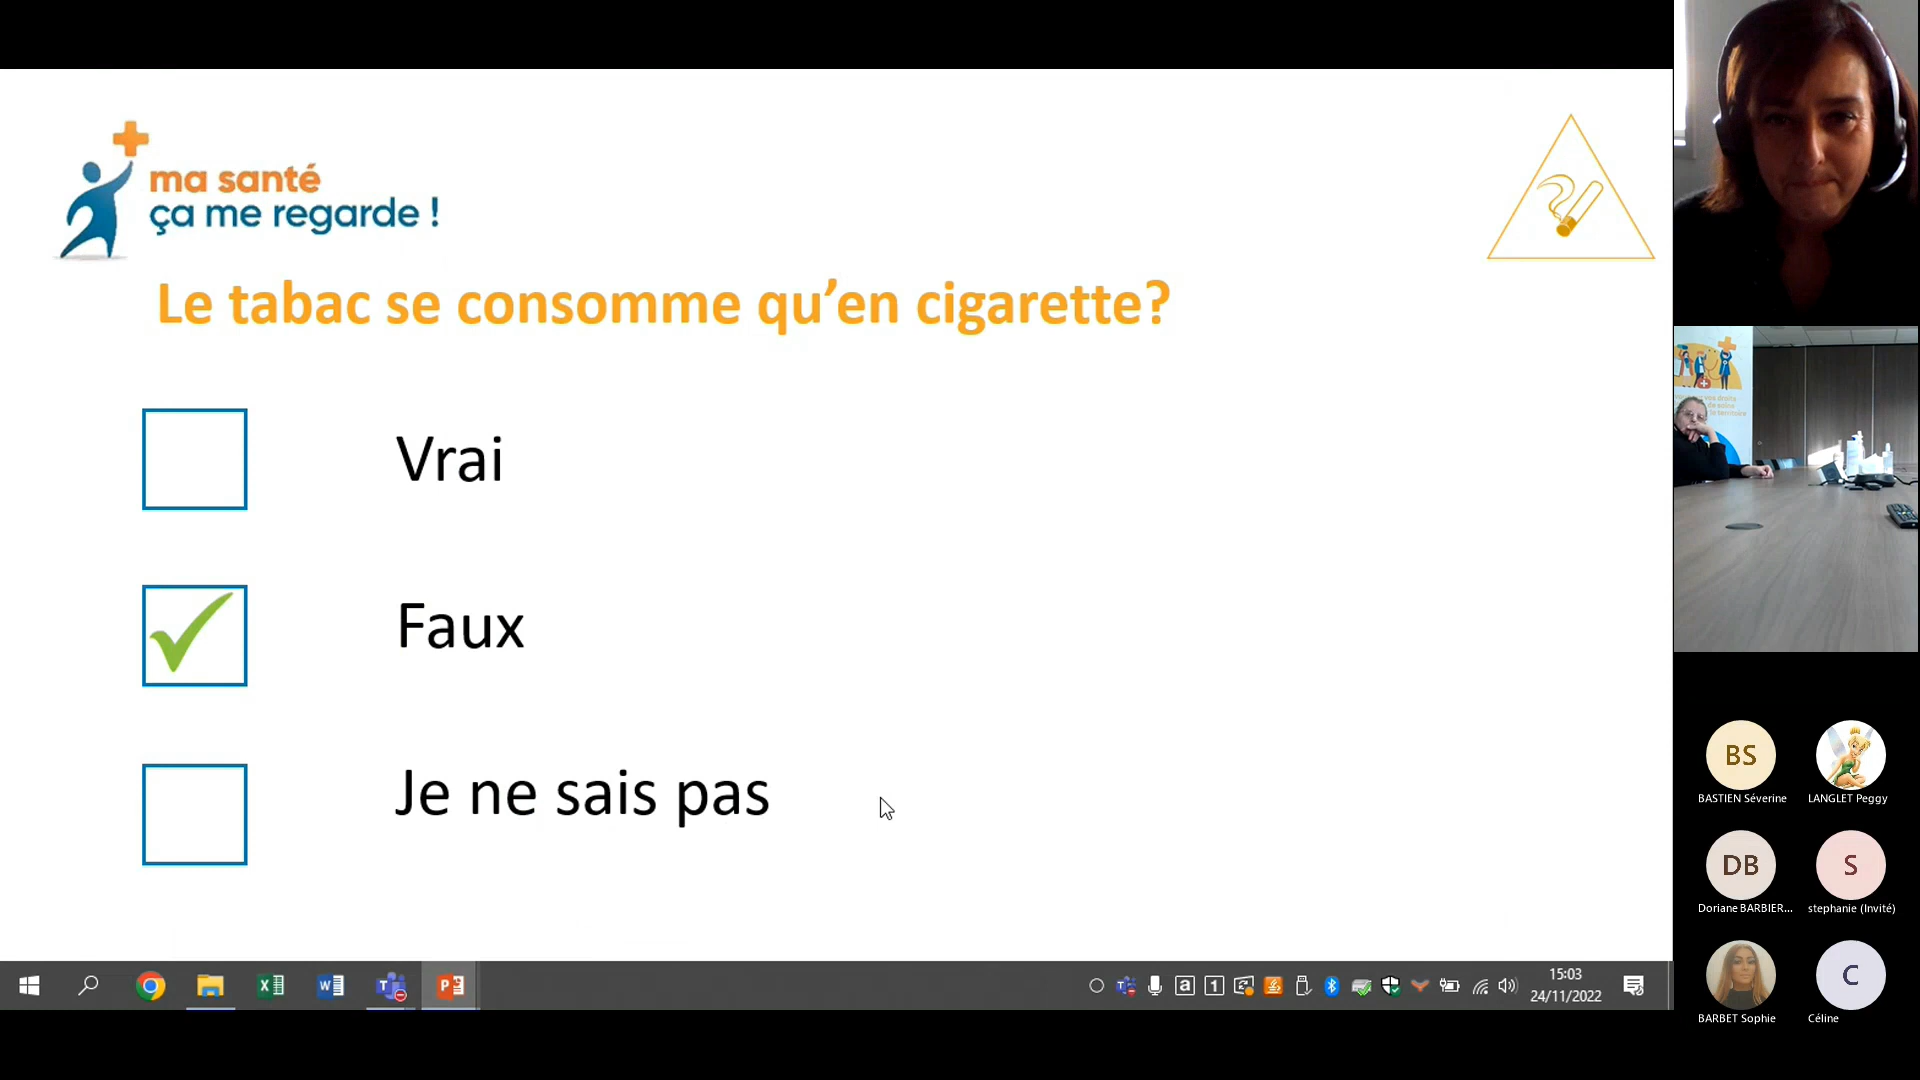 ma santé
ça me regarde !
Le tabac se consomme qu’en cigarette?
Vrai
Faux
Je ne sais pas
BS
BASTIEN Séverine
LANGLET Peggy
DB
Doriane BARBIER...
S
stephanie (Invité)
BARBET Sophie
C
Céline
15:03
24/11/2022